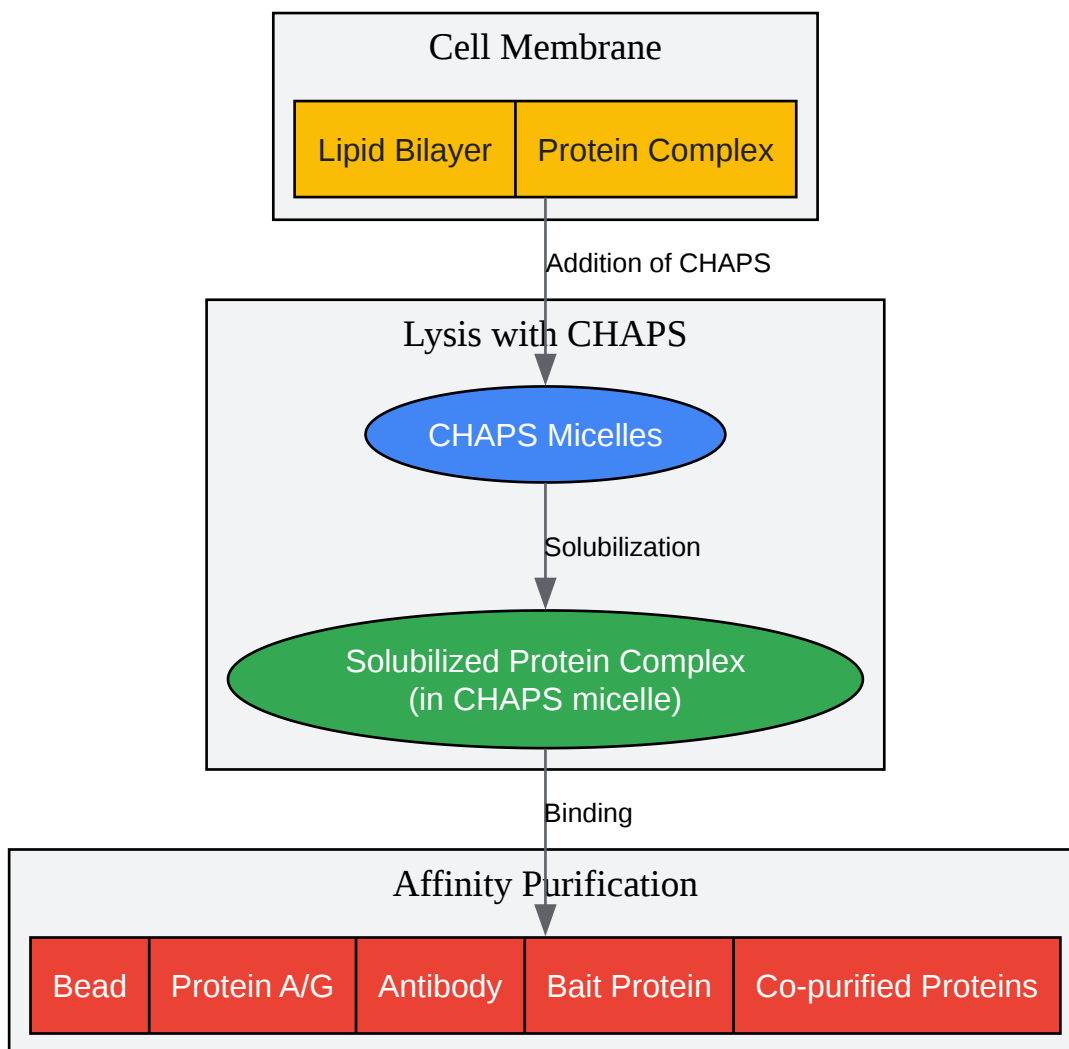 Cell Membrane
Lipid Bilayer
Protein Complex
Addition of CHAPS
Lysis with CHAPS
CHAPS Micelles
Solubilization
Solubilized Protein Complex
(in CHAPS micelle)
Binding
Affinity Purification
Bead
Protein A/G
Antibody
Bait Protein
Co-purified Proteins